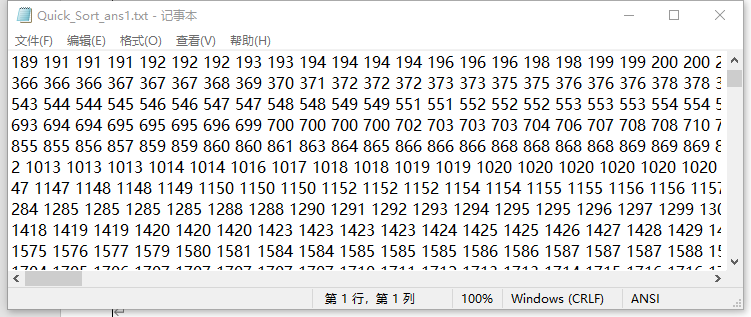 Quick_Sort_ans1.txt - 记事本
文件(F) 编辑(E) 格式(O) 查看(V) 帮助(H)
189 191 191 191 192 192 192 193 193 194 194 194 194 196 196 196 198 198 199 199 200 200 2
366 366 366 367 367 367 368 369 370 371 372 372 372 373 373 375 375 376 376 376 378 378 3
543 544 544 545 546 546 547 547 548 548 549 549 551 551 552 552 552 553 553 553 554 554 5
693 694 694 695 695 696 699 700 700 700 700 702 703 703 703 704 706 707 707 708 708 710 7
855 855 855 856 857 859 859 860 860 861 863 864 865 866 866 866 868 868 868 868 869 869 869 8
2 1013 1013 1013 1014 1014 1016 1017 1018 1018 1019 1019 1020 1020 1020 1020 1020 1020
47 1147 1148 1148 1149 1150 1150 1150 1152 1152 1152 1154 1154 1155 1155 1156 1156 1157
284 1285 1285 1285 1285 1288 1288 1290 1291 1292 1293 1294 1295 1295 1296 1297 1299 130
1418 1419 1419 1420 1420 1420 1423 1423 1423 1423 1424 1425 1425 1426 1427 1428 1429 14
1575 1576 1577 1579 1580 1581 1584 1584 1585 1585 1585 1586 1586 1587 1587 1587 1588 15
第 1 行，第 1 列 100% Windows (CRLF) ANSI